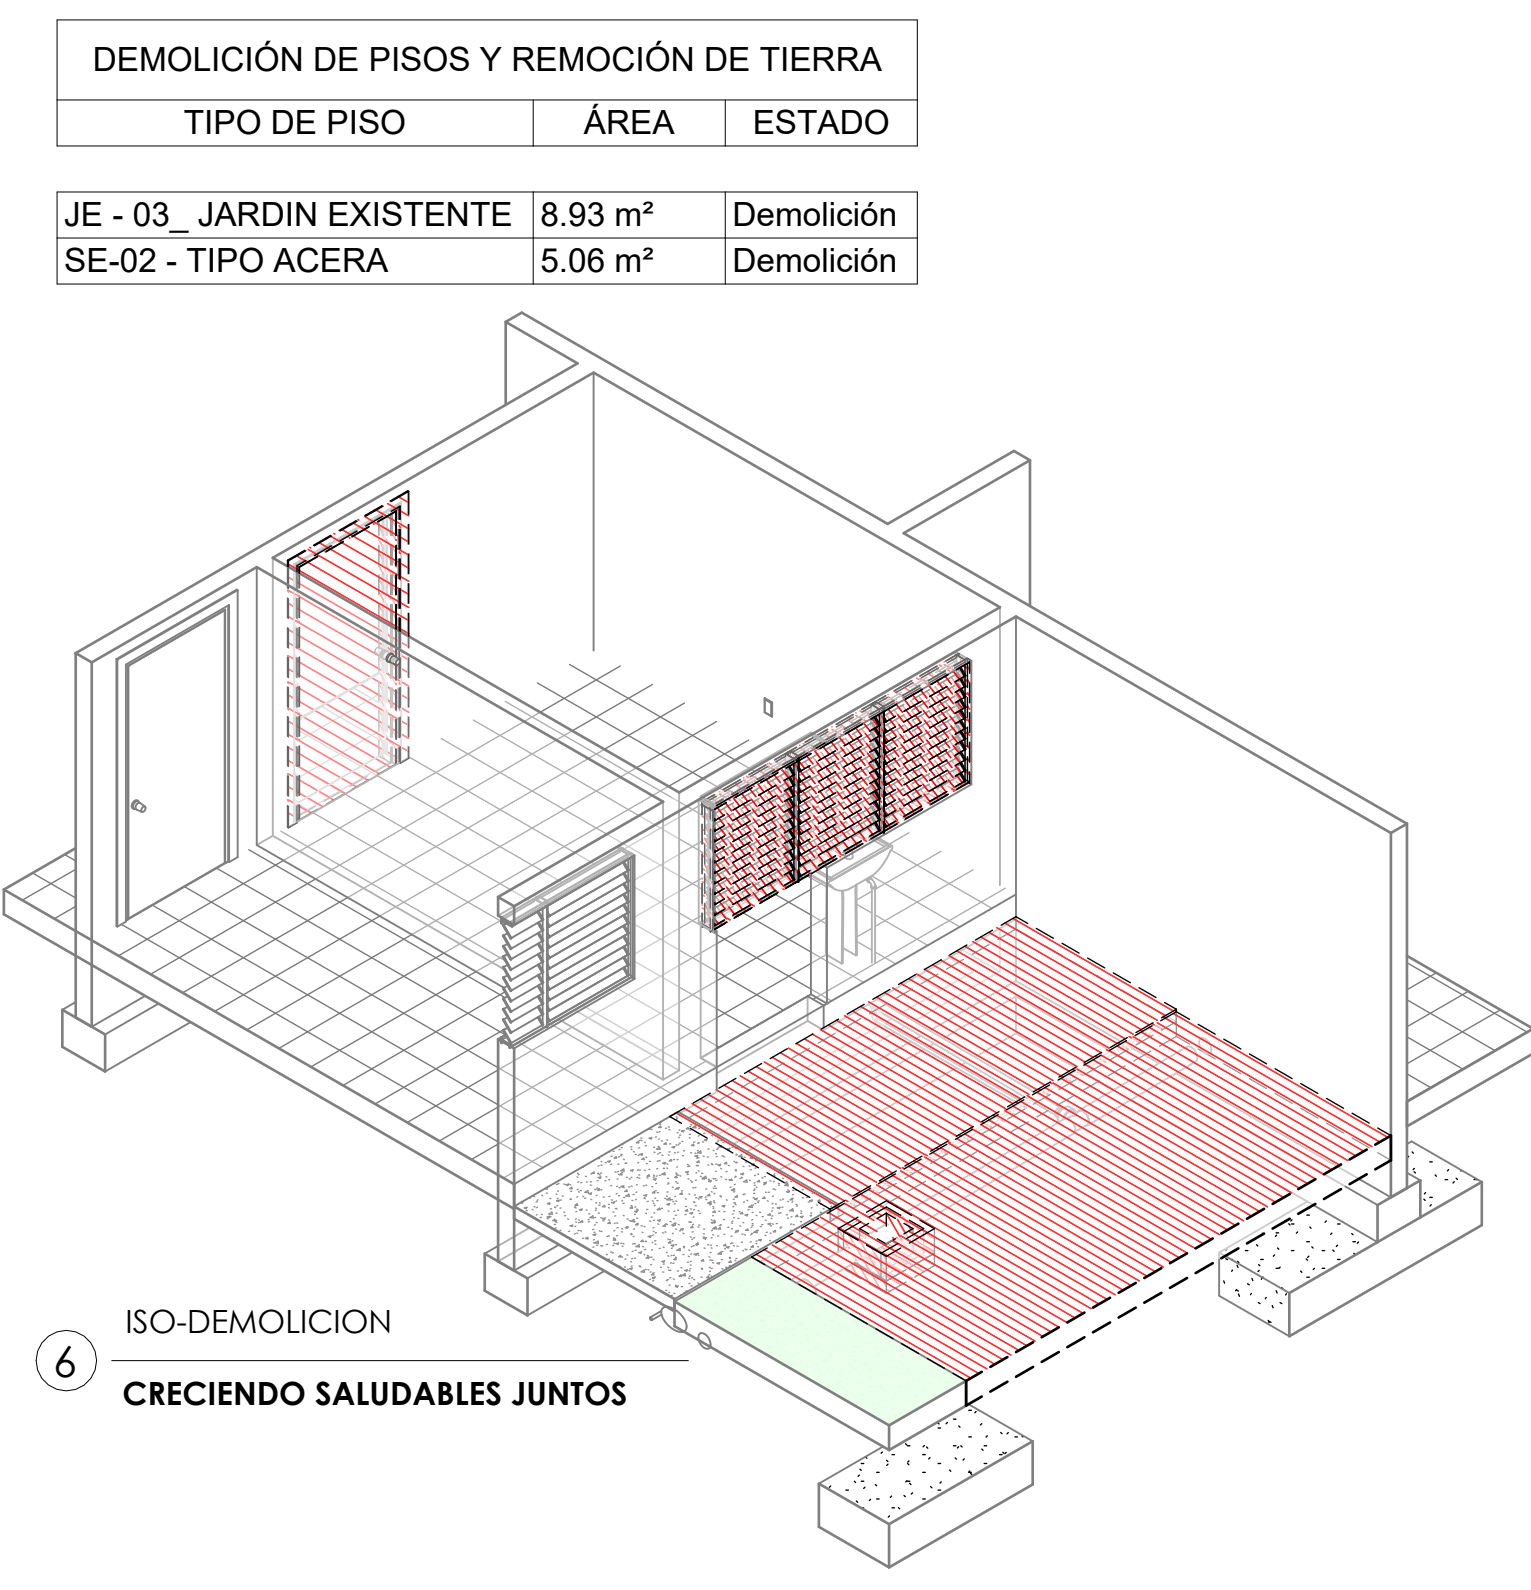 DEMOLICIÓN DE PISOS Y REMOCIÓN DE TIERRA
TIPO DE PISO ÁREA ESTADO
JE - 03_ JARDIN EXISTENTE 8.93 m² Demolición
SE-02 - TIPO ACERA 5.06 m² Demolición
ISO-DEMOLICION
6
CRECIENDO SALUDABLES JUNTOS